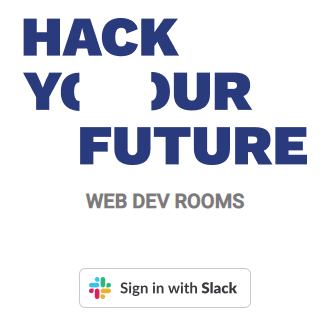 HACK
YOUR
FUTURE
WEB DEV ROOMS
Sign in with Slack